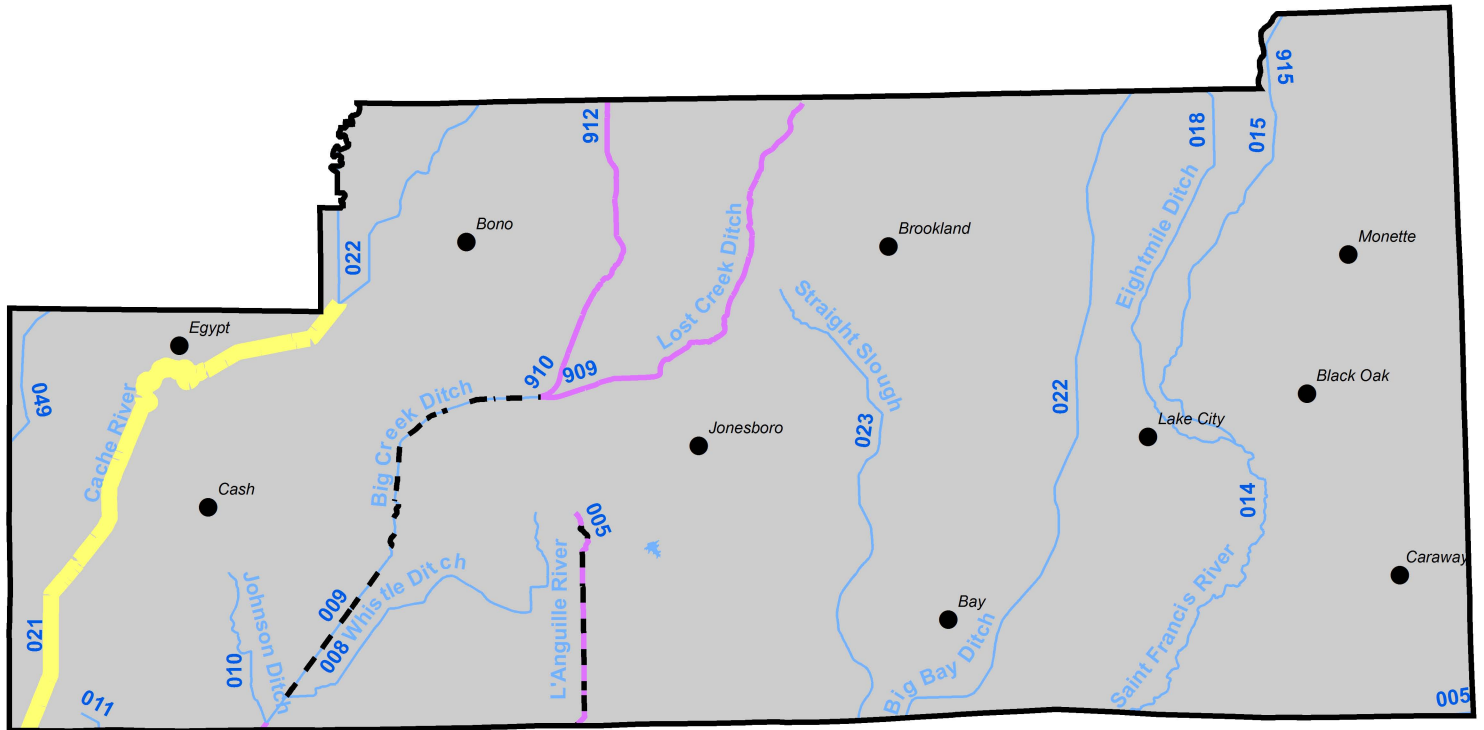 915
912
018
015
Bono
Brookland
Monette
022
Eightmile Ditch
Lost Creek Ditch
Straight Slough
Egypt
910
909
049
Cache River
Big Creek Ditch
Jonesboro
023
022
Black Oak
Lake City
Cash
005
014
Caraway
Johnson Ditch
009
008
Whistle Ditch
L'Anguille River
Bay
021
010
011
Big Bay Ditch
Saint Francis River
005